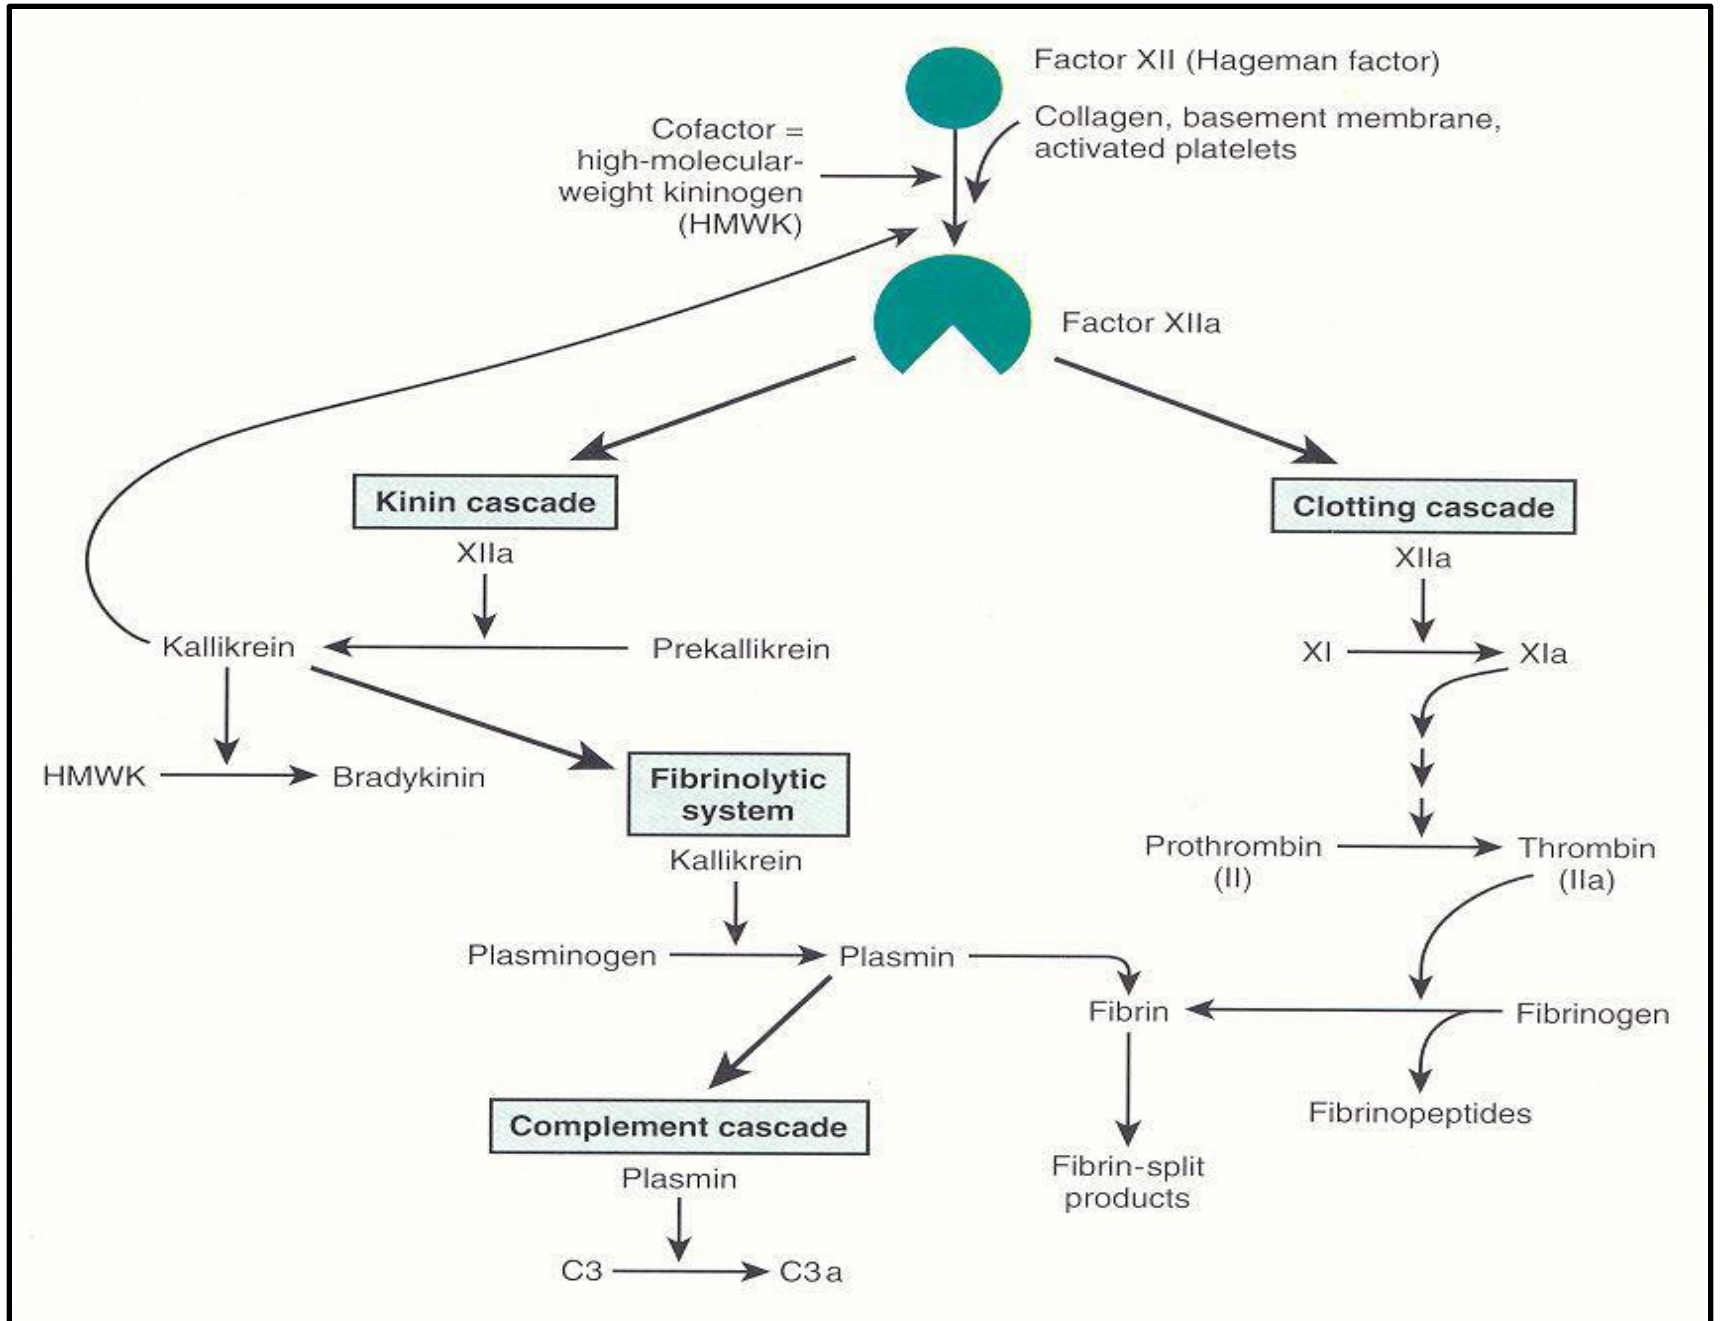 Factor XII (Hageman factor)
Collagen, basement membrane,
activated platelets
Cofactor =
high-molecular-
weight kininogen
(HMWK)
Factor XIIa
Kinin cascade
XIIa
Kallikrein
Prekallikrein
HMWK
Bradykinin
Fibrinolytic
system
Kallikrein
Plasminogen
Plasmin
Complement cascade
Plasmin
C3
C3a
Clotting cascade
XIIa
XI
XIa
Prothrombin
(II)
Thrombin
(IIa)
Fibrin
Fibrinogen
Fibrinopeptides
Fibrin-split
products